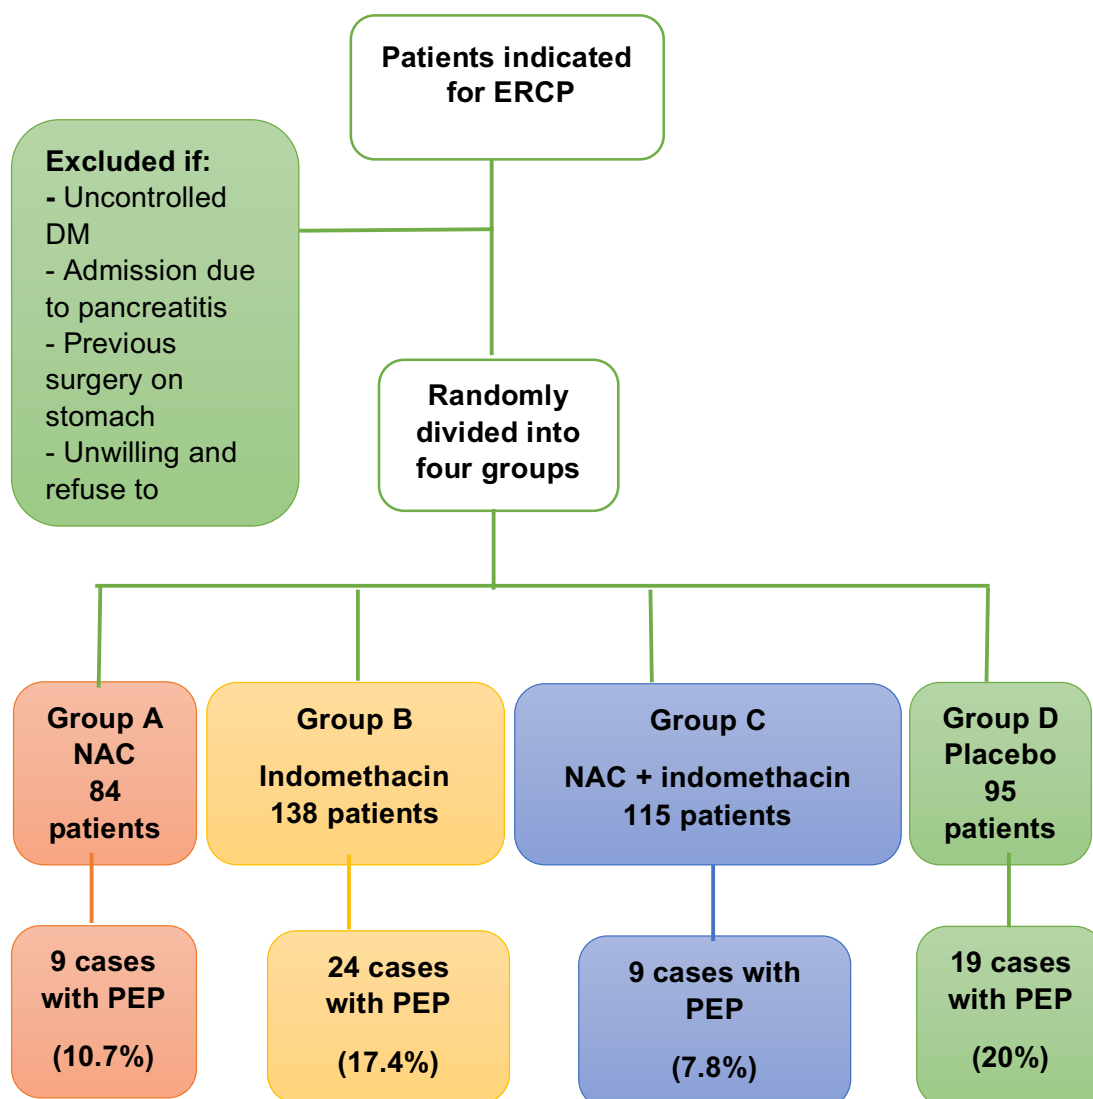 Patients indicated
for ERCP
Excluded if:
- Uncontrolled
DM
- Admission due
to pancreatitis
- Previous
surgery on
stomach
- Unwilling and
refuse to
Randomly
divided into
four groups
Group A
NAC
84
patients
Group B
Indomethacin
138 patients
Group C
NAC + indomethacin
115 patients
Group D
Placebo
95
patients
9 cases
with PEP
(10.7%)
24 cases
with PEP
(17.4%)
9 cases with
PEP
(7.8%)
19 cases
with PEP
(20%)